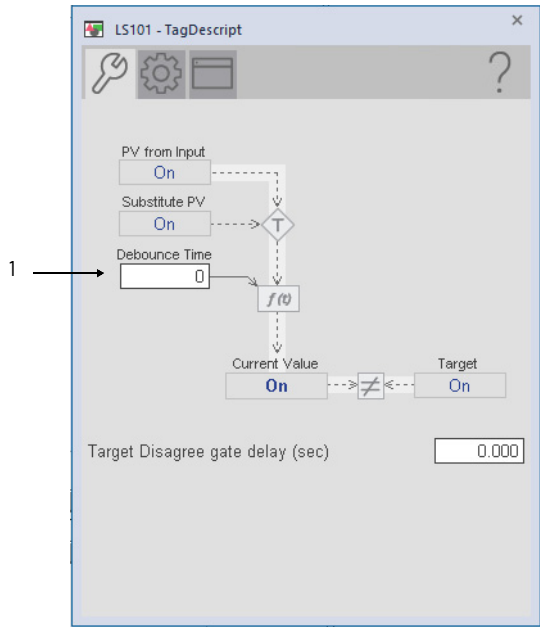 LS101 - TagDescript
×
?
PV from Input
On
Substitute PV
On
T
Debounce Time
1
0
f(t)
Current Value
Target
On
≠
On
Target Disagree gate delay (sec)
0.000